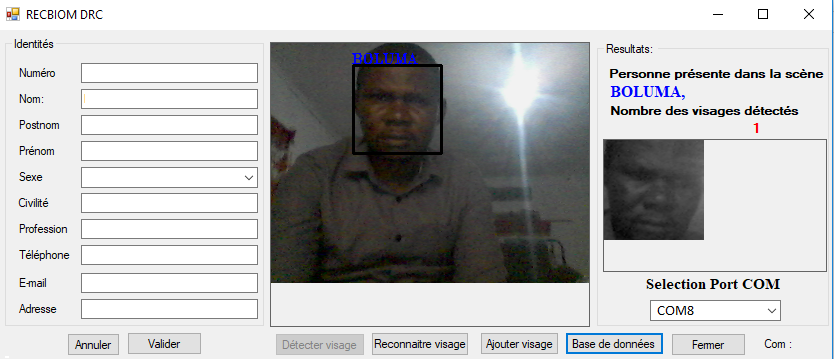 RECBIOM DRC
Identités
Numéro
Nom:
Postnom
Prénom
Sexe
Civilité
Profession
Téléphone
E-mail
Adresse
Annuler
Valider
BOLUMA,
Resultats:
Personne présente dans la scène
BOLUMA,
Nombre des visages détectés
1
Selection Port COM
COM8
Détecter visage
Reconnaitre visage
Ajouter visage
Base de données
Fermer
Com :